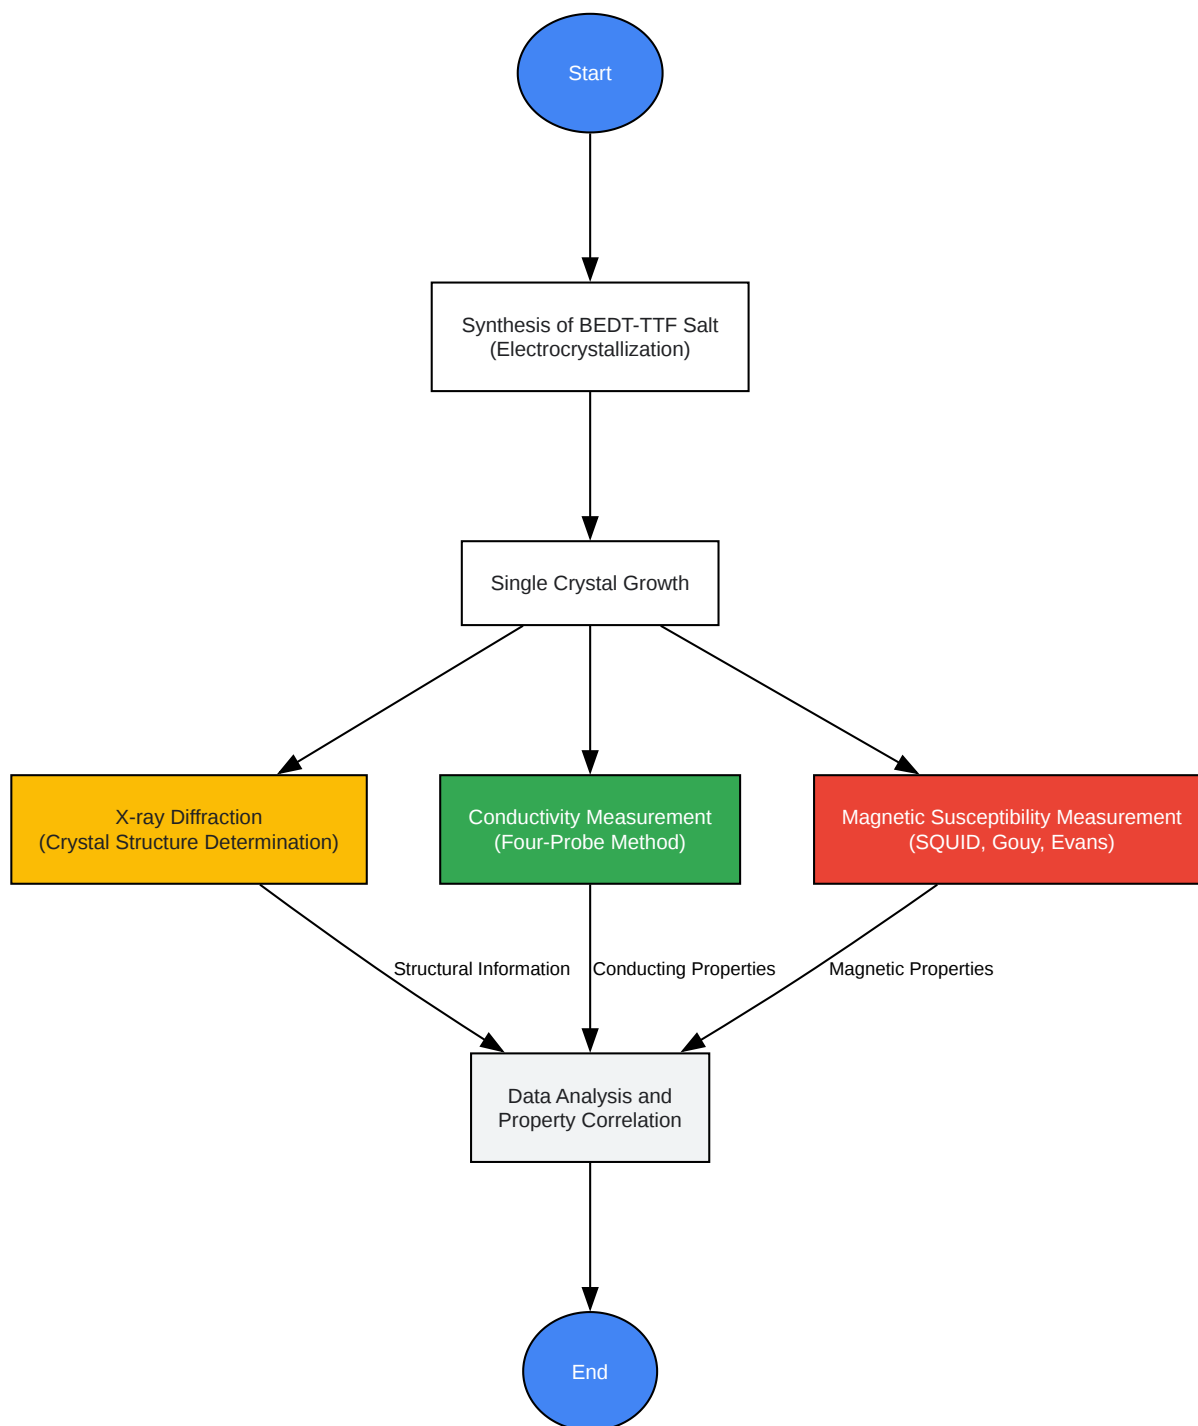 Start
Synthesis of BEDT-TTF Salt
(Electrocrystallization)
Single Crystal Growth
X-ray Diffraction
(Crystal Structure Determination)
Conductivity Measurement
(Four-Probe Method)
Magnetic Susceptibility Measurement
(SQUID, Gouy, Evans)
Structural Information
Conducting Properties
Magnetic Properties
Data Analysis and
Property Correlation
End